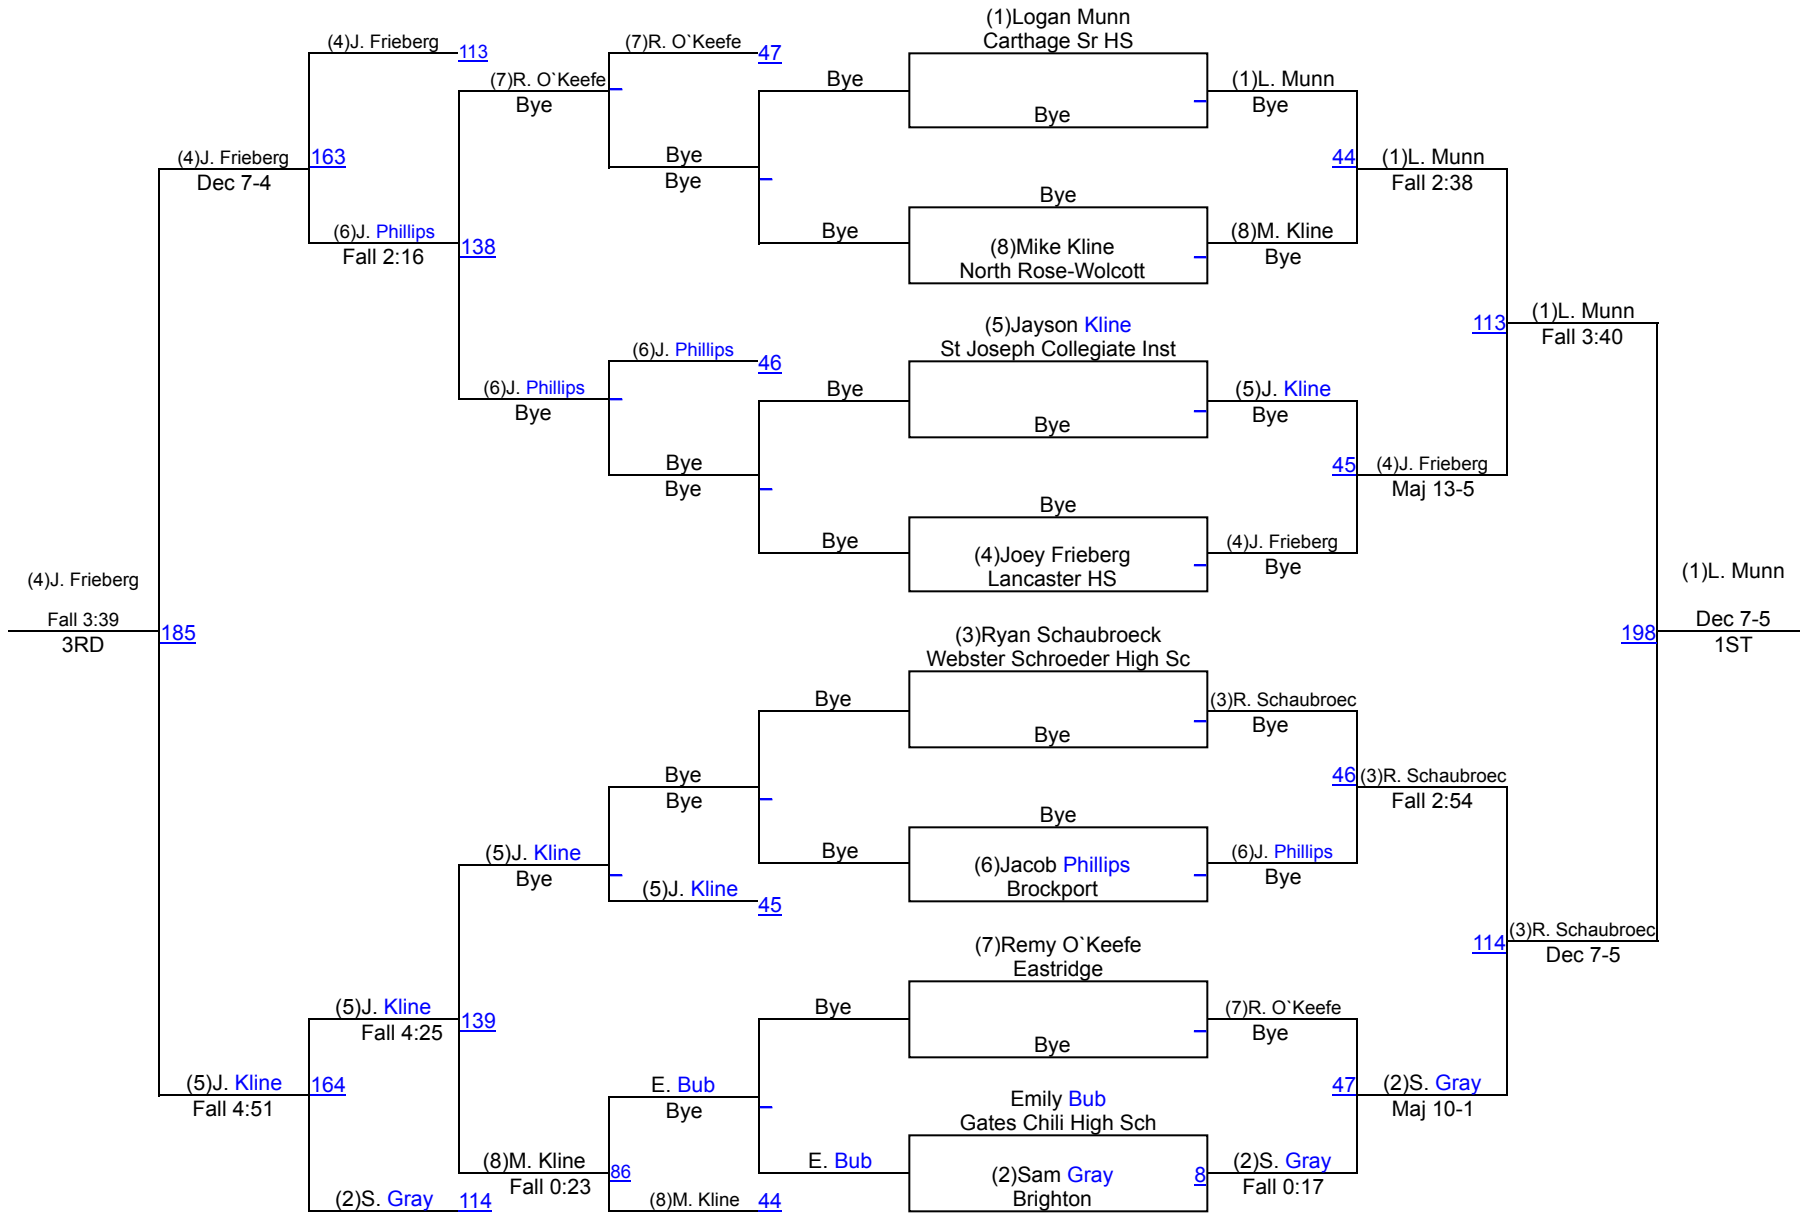 (1)Logan Munn
Carthage Sr HS
(4)J. Frieberg
113
(7)R. O`Keefe
47
(7)R. O`Keefe
Bye
Bye
Bye
(1)L. Munn
Bye
(4)J. Frieberg
Dec 7-4
163
Bye
Bye
44
(1)L. Munn
Fall 2:38
Bye
(6)J. Phillips
Fall 2:16
138
Bye
(8)Mike Kline
North Rose-Wolcott
(8)M. Kline
Bye
(5)Jayson Kline
St Joseph Collegiate Inst
113
(1)L. Munn
Fall 3:40
(6)J. Phillips
46
(6)J. Phillips
Bye
Bye
Bye
(5)J. Kline
Bye
Bye
Bye
45
(4)J. Frieberg
Maj 13-5
Bye
Bye
(4)Joey Frieberg
Lancaster HS
(4)J. Frieberg
Bye
(4)J. Frieberg
Fall 3:39
3RD
185
(1)L. Munn
Dec 7-5
1ST
198
(3)Ryan Schaubroeck
Webster Schroeder High Sc
Bye
Bye
(3)R. Schaubroec
Bye
Bye
Bye
46
(3)R. Schaubroec
Fall 2:54
Bye
Bye
(6)Jacob Phillips
Brockport
(6)J. Phillips
Bye
(5)J. Kline
Bye
(5)J. Kline
45
(7)Remy O`Keefe
Eastridge
114
(3)R. Schaubroec
Dec 7-5
(5)J. Kline
Fall 4:25
139
Bye
Bye
(7)R. O`Keefe
Bye
(5)J. Kline
Fall 4:51
164
E. Bub
Bye
Emily Bub
Gates Chili High Sch
47
(2)S. Gray
Maj 10-1
(8)M. Kline
Fall 0:23
86
E. Bub
(2)Sam Gray
Brighton
8
(2)S. Gray
Fall 0:17
(2)S. Gray
114
(8)M. Kline
44